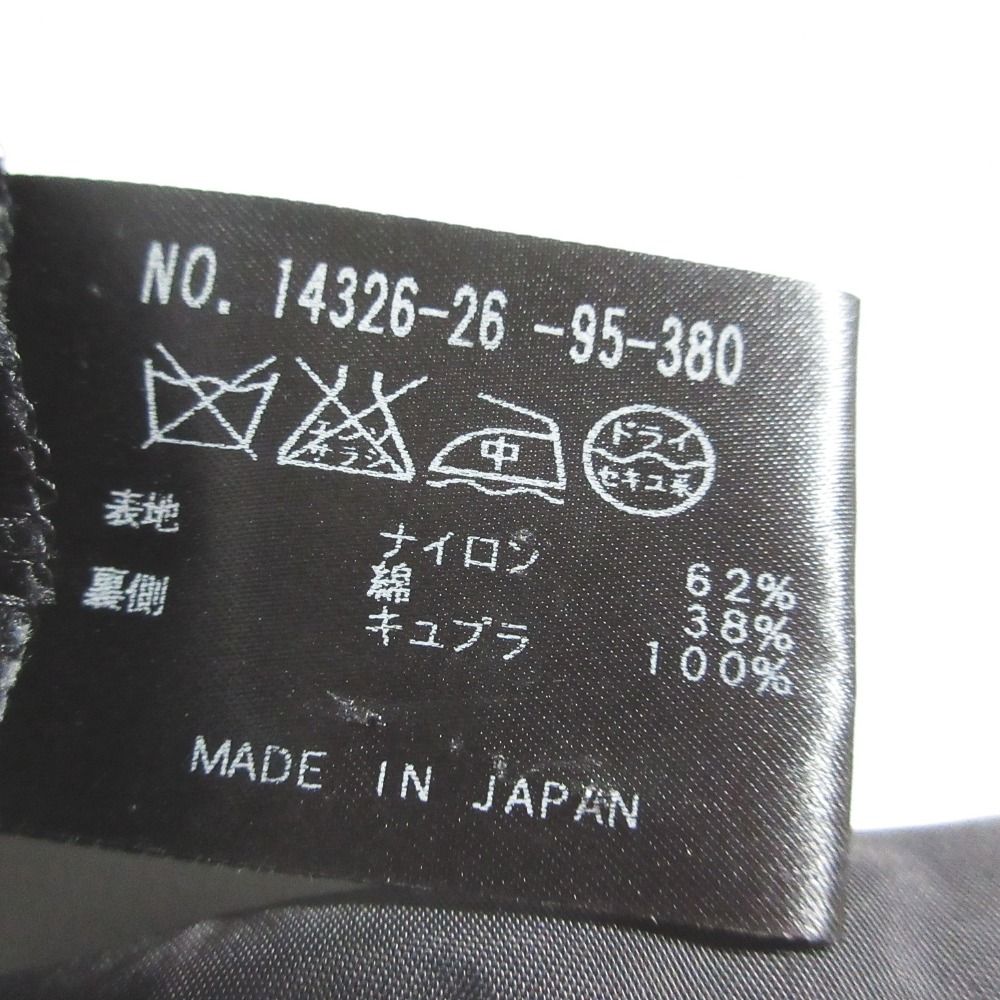 NO. 14326-26 -95-380
エンソ サラシ 中 ドライ セキユ系
表地 ナイロン 62%
綿 38%
裏側 キュプラ 100%
MADE IN JAPAN